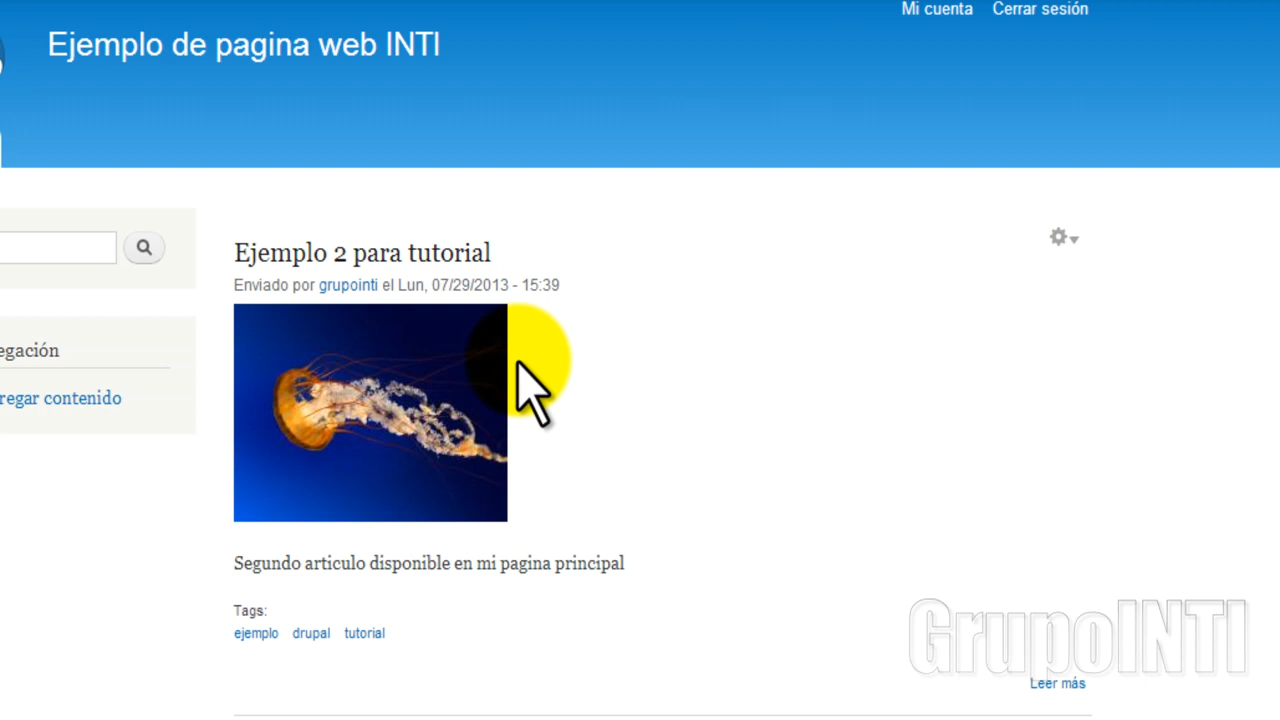 Mi cuenta Cerrar sesión
Ejemplo de pagina web INTI
Ejemplo 2 para tutorial
Enviado por grupointi el Lun, 07/29/2013 - 15:39
egación
regar contenido
Segundo articulo disponible en mi pagina principal
Tags:
ejemplo drupal tutorial
GrupoINTI
Leer más